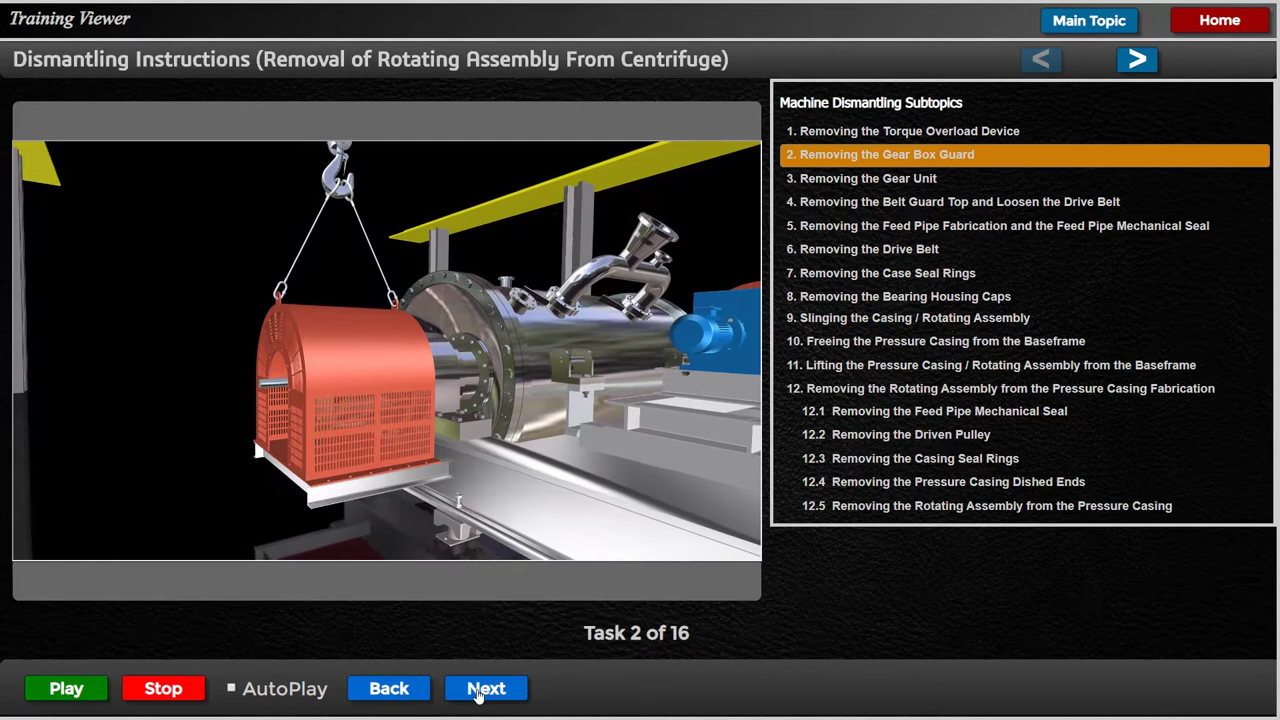 Training Viewer
Main Topic
Home
Dismantling Instructions (Removal of Rotating Assembly From Centrifuge)
<
>
Machine Dismantling Subtopics
1. Removing the Torque Overload Device
2. Removing the Gear Box Guard
3. Removing the Gear Unit
4. Removing the Belt Guard Top and Loosen the Drive Belt
5. Removing the Feed Pipe Fabrication and the Feed Pipe Mechanical Seal
6. Removing the Drive Belt
7. Removing the Case Seal Rings
8. Removing the Bearing Housing Caps
9. Slinging the Casing / Rotating Assembly
10. Freeing the Pressure Casing from the Baseframe
11. Lifting the Pressure Casing / Rotating Assembly from the Baseframe
12. Removing the Rotating Assembly from the Pressure Casing Fabrication
12.1 Removing the Feed Pipe Mechanical Seal
12.2 Removing the Driven Pulley
12.3 Removing the Casing Seal Rings
12.4 Removing the Pressure Casing Dished Ends
12.5 Removing the Rotating Assembly from the Pressure Casing
Task 2 of 16
Play
Stop
AutoPlay
Back
Next